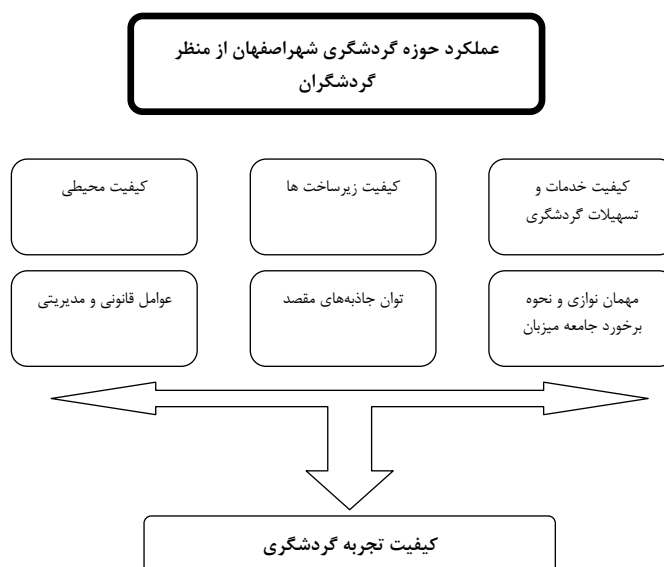 عملکرد حوزه گردشگری شهراصفهان از منظر
گردشگران
کیفیت خدمات و
تسهیلات گردشگری
کیفیت زیرساخت ها
کیفیت محیطی
مهمان نوازی و نحوه
برخورد جامعه میزبان
توان جاذبه‌های مقصد
عوامل قانونی و مدیریتی
کیفیت تجربه گردشگری